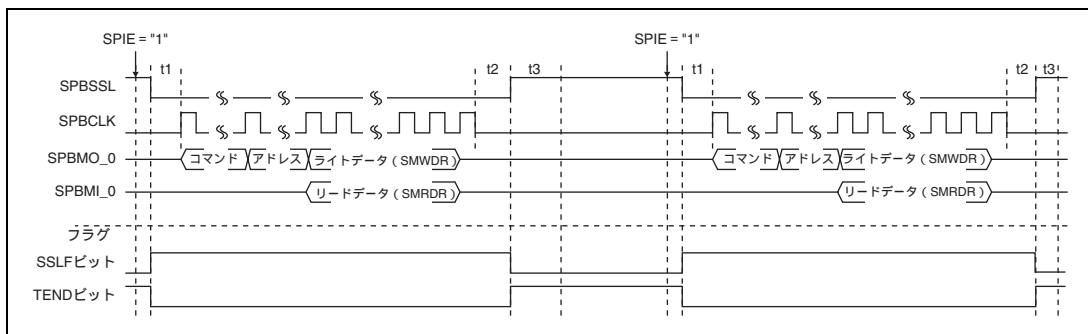 SPIE = "1" SPIE = "1"
t1 t2 t3 t1 t2 t3
SPBSSL
SPBCLK
SPBMO_0 コマンド アドレス ライトデータ（SMWDR） コマンド アドレス ライトデータ（SMWDR）
SPBMI_0 リードデータ（SMRDR） リードデータ（SMRDR）
フラグ
SSLFビット
TENDビット